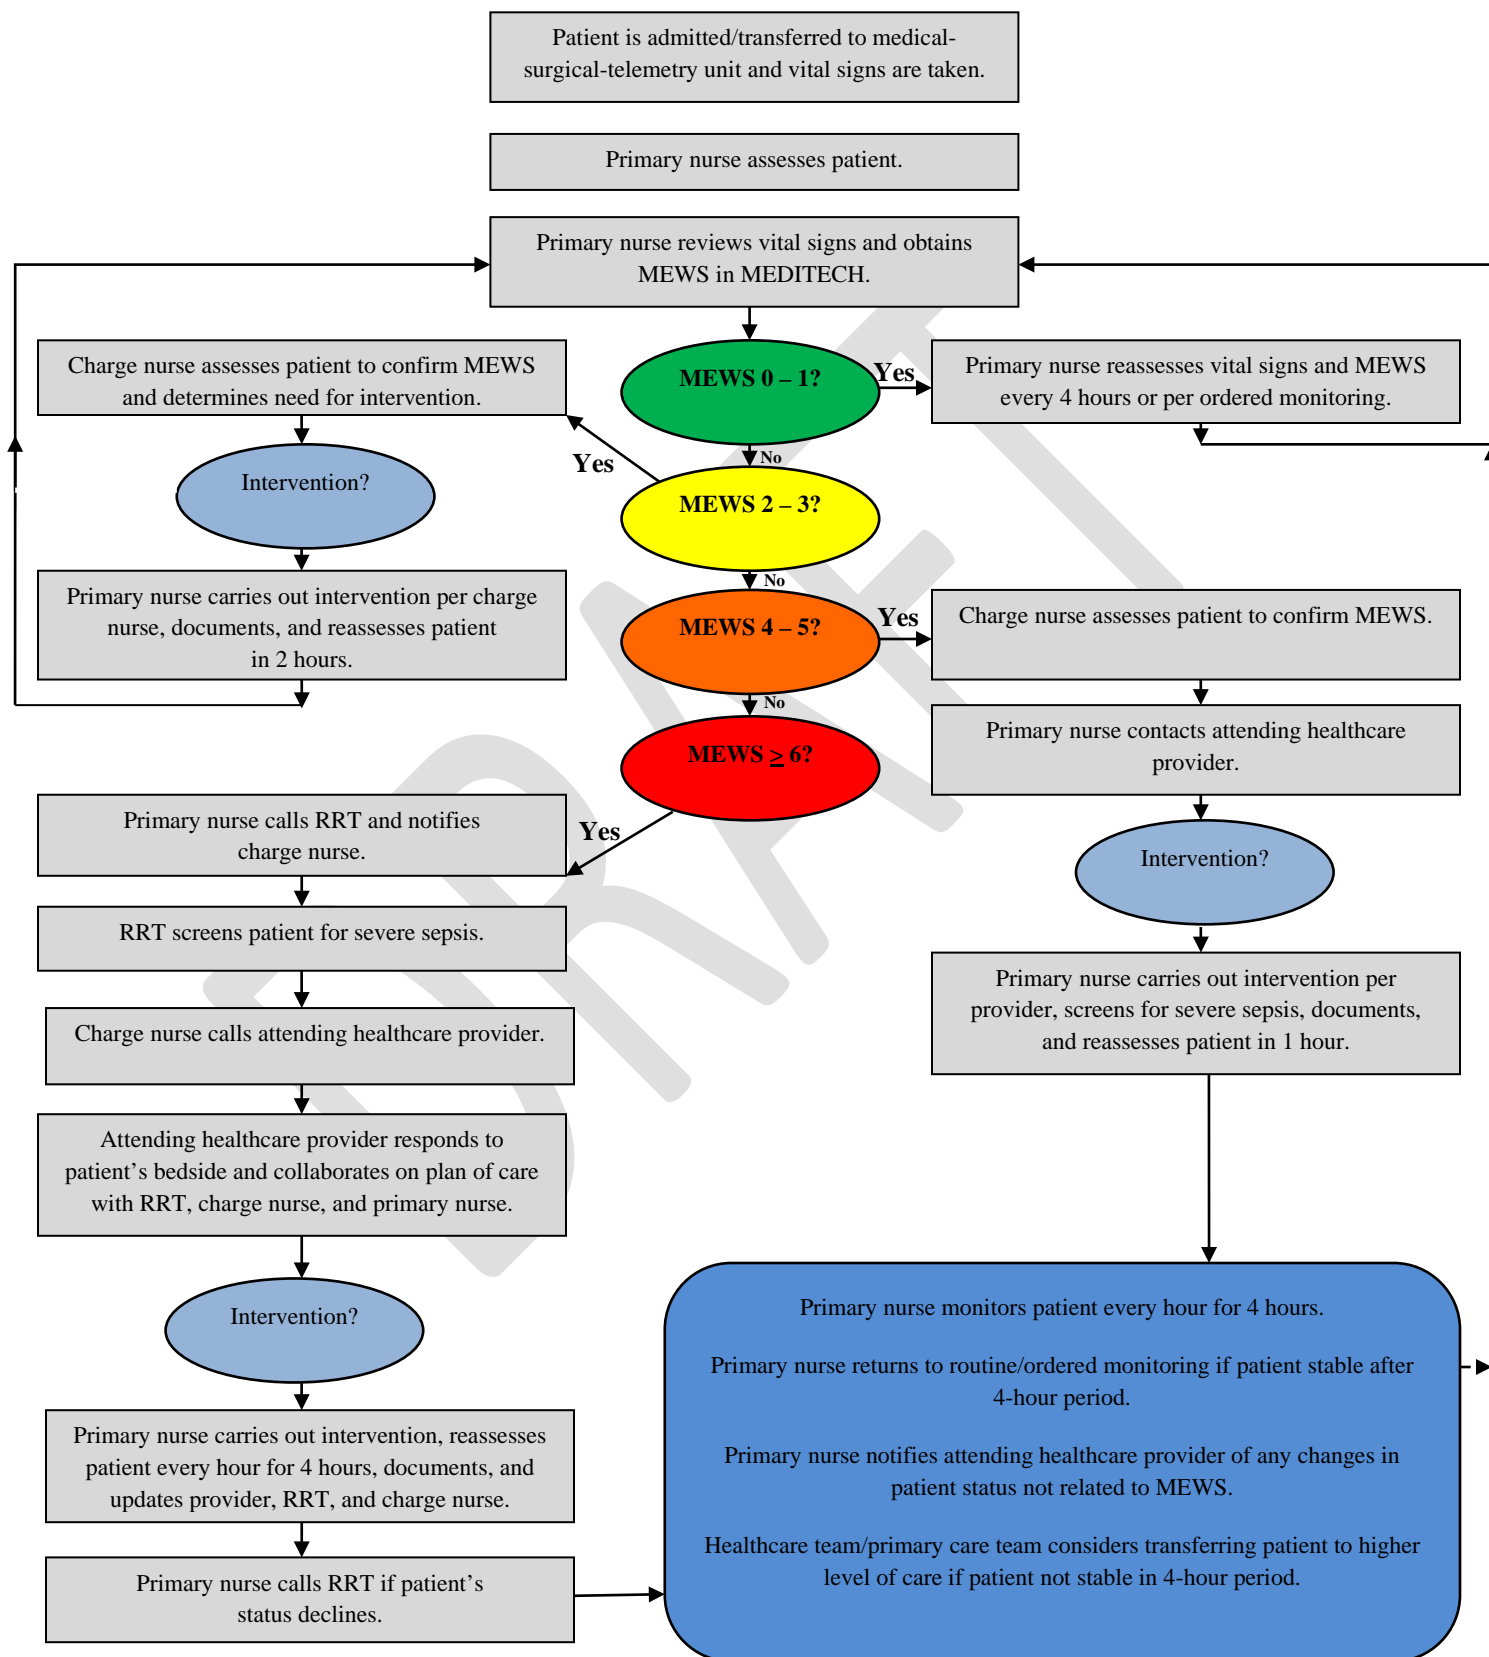 Patient is admitted/transferred to medical-
surgical-telemetry unit and vital signs are taken.
Primary nurse assesses patient.
Primary nurse reviews vital signs and obtains
MEWS in MEDITECH.
MEWS 0 – 1?
Yes
Primary nurse reassesses vital signs and MEWS
every 4 hours or per ordered monitoring.
No
MEWS 2 – 3?
Yes
Charge nurse assesses patient to confirm MEWS
and determines need for intervention.
Intervention?
Primary nurse carries out intervention per charge
nurse, documents, and reassesses patient
in 2 hours.
No
MEWS 4 – 5?
Yes
Charge nurse assesses patient to confirm MEWS.
Primary nurse contacts attending healthcare
provider.
Intervention?
Primary nurse carries out intervention per
provider, screens for severe sepsis, documents,
and reassesses patient in 1 hour.
No
MEWS ≥ 6?
Yes
Primary nurse calls RRT and notifies
charge nurse.
RRT screens patient for severe sepsis.
Charge nurse calls attending healthcare provider.
Attending healthcare provider responds to
patient’s bedside and collaborates on plan of care
with RRT, charge nurse, and primary nurse.
Intervention?
Primary nurse carries out intervention, reassesses
patient every hour for 4 hours, documents, and
updates provider, RRT, and charge nurse.
Primary nurse calls RRT if patient’s
status declines.
Primary nurse monitors patient every hour for 4 hours.
Primary nurse returns to routine/ordered monitoring if patient stable after
4-hour period.
Primary nurse notifies attending healthcare provider of any changes in
patient status not related to MEWS.
Healthcare team/primary care team considers transferring patient to higher
level of care if patient not stable in 4-hour period.
DRAFT